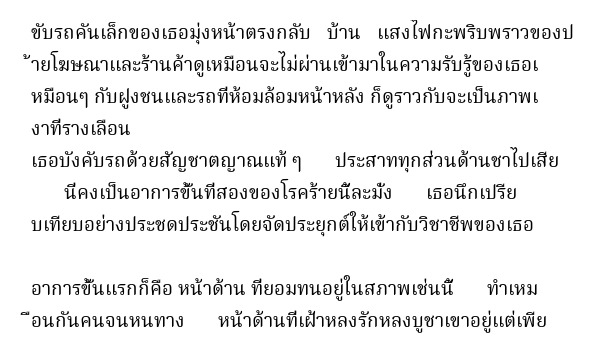 ขับรถคันเล็กของเธอมุ่งหน้าตรงกลับ บ้าน แสงไฟกะพริบพราวของป
้ายโฆษณาและร้านค้าดูเหมือนจะไม่ผ่านเข้ามาในความรับรู้ของเธอเ
หมือนๆ กับฝูงชนและรถที่ห้อมล้อมหน้าหลัง ก็ดูราวกับจะเป็นภาพเ
งาที่รางเลือน
เธอบังคับรถด้วยสัญชาตญาณแท้ ๆ ประสาททุกส่วนด้านชาไปเสีย
นี่คงเป็นอาการขั้นที่สองของโรคร้ายนี้ละมั้ง เธอนึกเปรีย
บเทียบอย่างประชดประชันโดยจัดประยุกต์ให้เข้ากับวิชาชีพของเธอ
อาการขั้นแรกก็คือ หน้าด้าน ที่ยอมทนอยู่ในสภาพเช่นนี้ ทำเหม
ือนกันคนจนหนทาง หน้าด้านที่เฝ้าหลงรักหลงบูชาเขาอยู่แต่เพีย